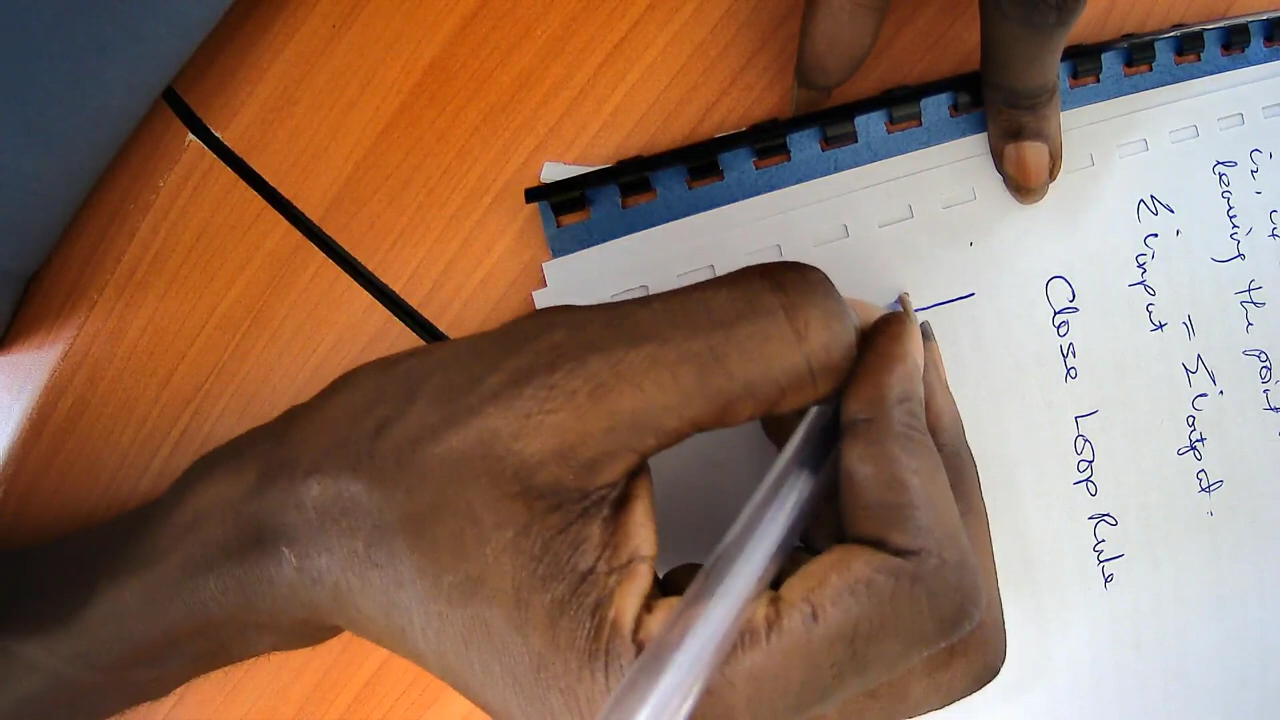 leaving the point.
Σ i input = Σ i output.
Close Loop Rule